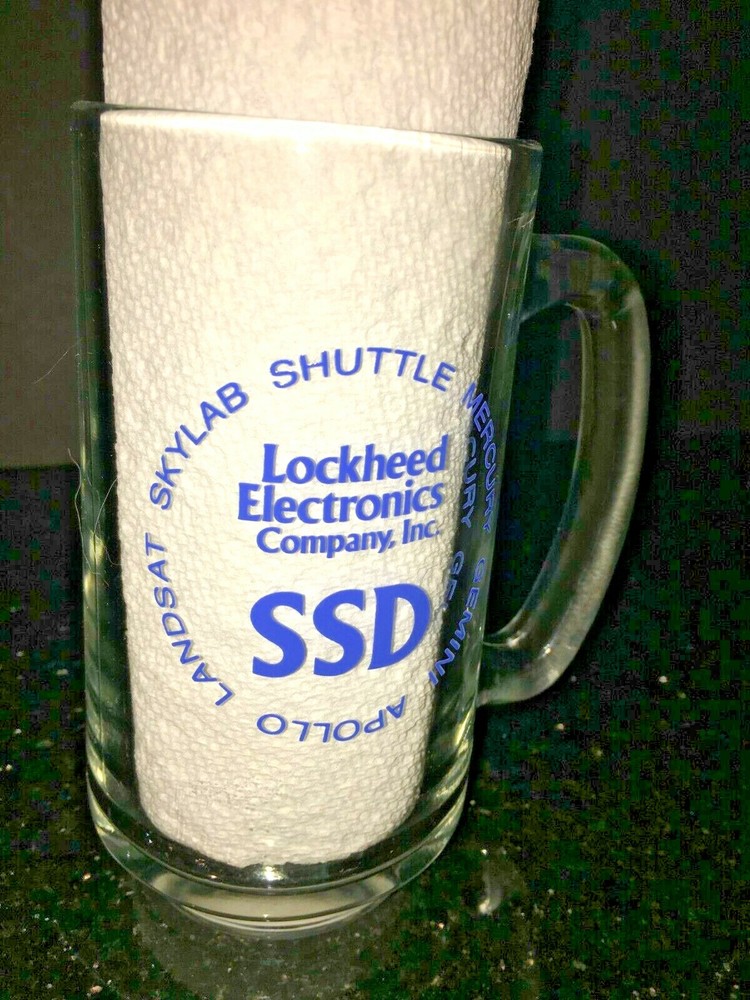 SHUTTLE MERCURY GEMINI APOLLO LANDSAT SKYLAB
Lockheed
Electronics
Company, Inc.
SSD